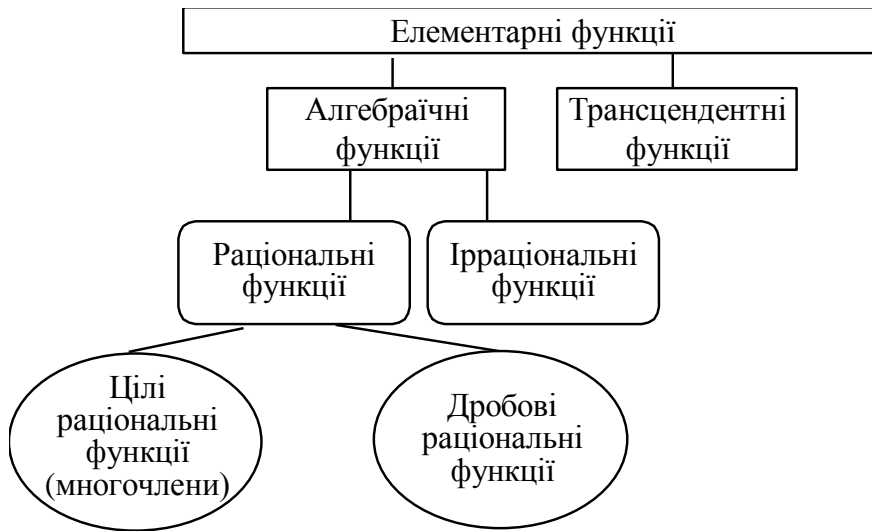 Елементарні функції
Алгебраїчні
функції
Трансцендентні
функції
Раціональні
функції
Ірраціональні
функції
Цілі
раціональні
функції
(многочлени)
Дробові
раціональні
функції